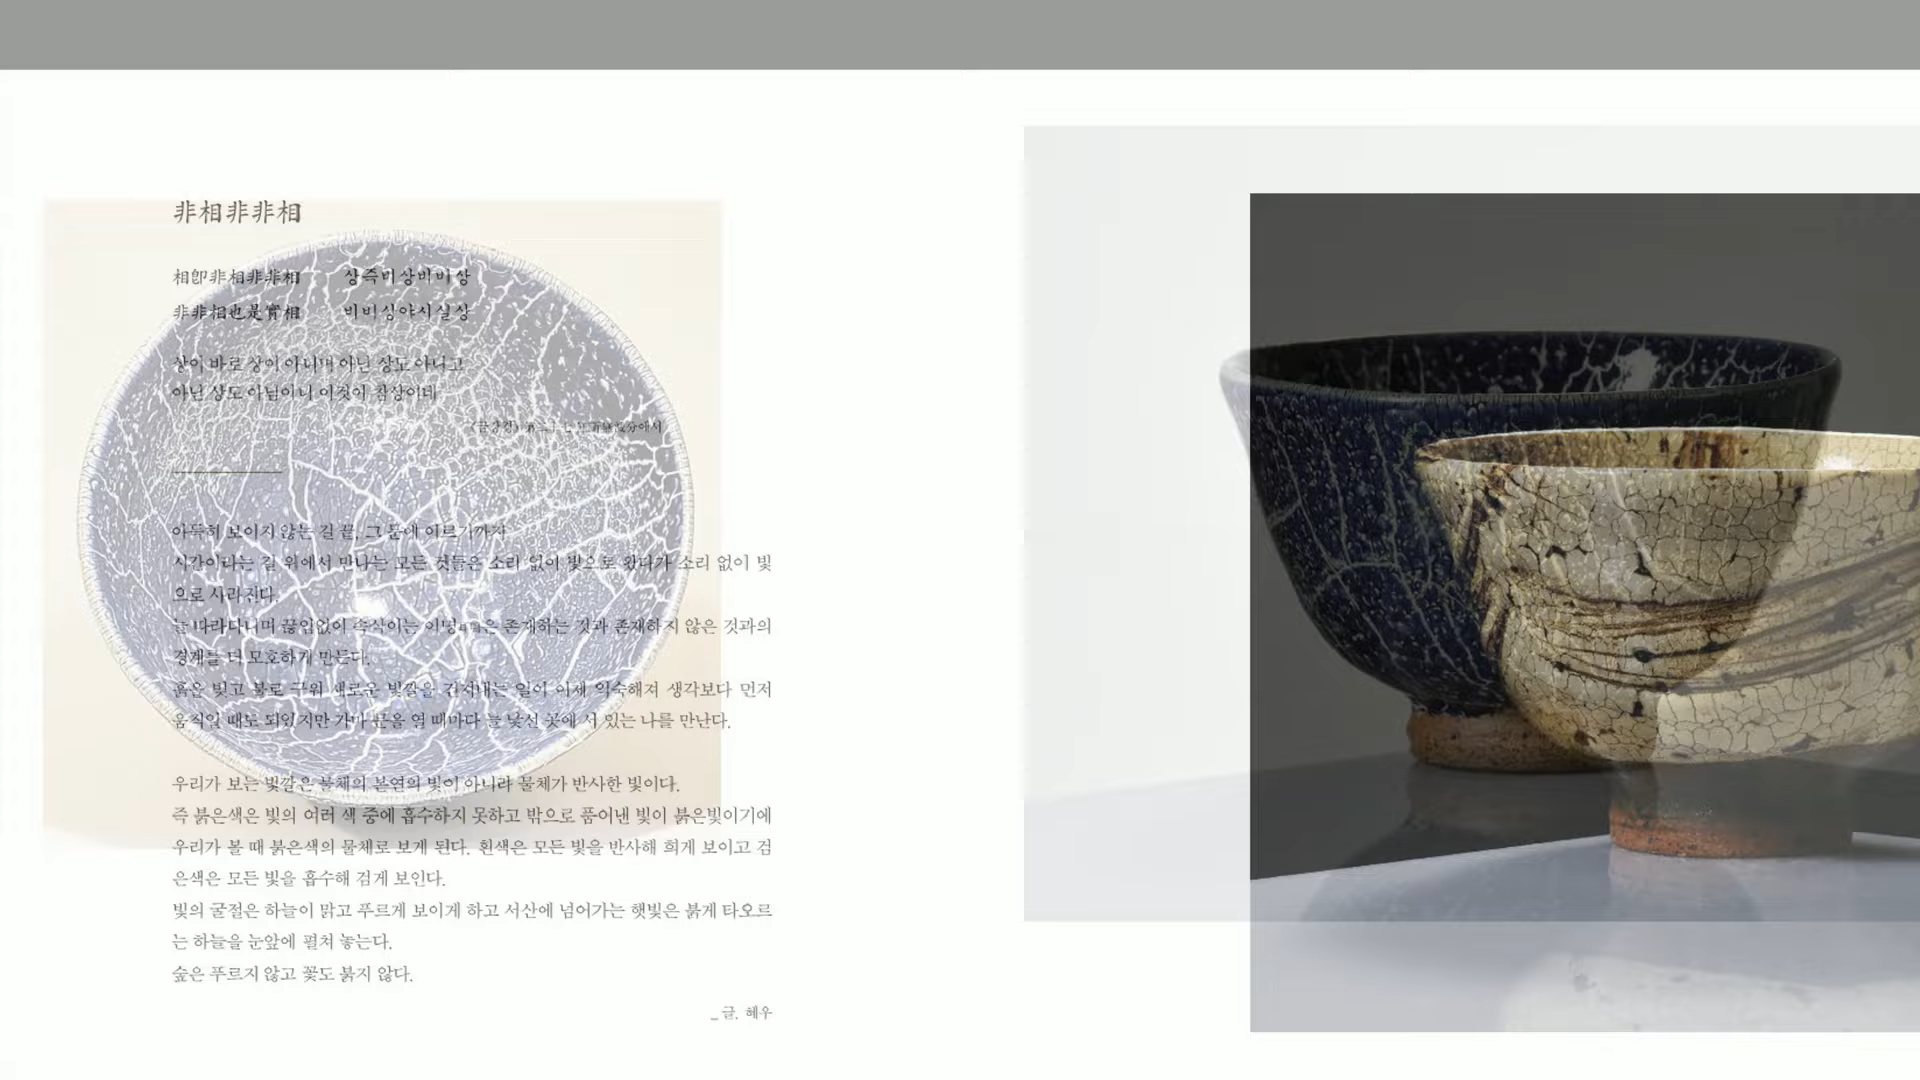 非相非非相
相卽非相非非相 상즉비상비비상
非非相也是實相 비비상야시실상
상이 바로 상이 아니며 아닌 상도 아니고
아닌 상도 아님이니 이것이 참상이네
《금강경》 分에서
아득히 보이지 않는 길 끝, 그 문에 이르기까지
시간이라는 길 위에서 만나는 모든 것들은 소리 없이 빛으로 왔다가 소리 없이 빛
으로 사라진다.
늘 따라다니며 끊임없이 속삭이는 은 존재하는 것과 존재하지 않은 것과의
경계를 더 모호하게 만든다.
흙을 빚고 불로 구워 새로운 빛깔을 건져내는 일이 이제 익숙해져 생각보다 먼저
움직일 때도 되었지만 가마 문을 열 때마다 늘 낯선 곳에 서 있는 나를 만난다.
우리가 보는 빛깔은 물체의 본연의 빛이 아니라 물체가 반사한 빛이다.
즉 붉은색은 빛의 여러 색 중에 흡수하지 못하고 밖으로 품어낸 빛이 붉은빛이기에
우리가 볼 때 붉은색의 물체로 보게 된다. 흰색은 모든 빛을 반사해 희게 보이고 검
은색은 모든 빛을 흡수해 검게 보인다.
빛의 굴절은 하늘이 맑고 푸르게 보이게 하고 서산에 넘어가는 햇빛은 붉게 타오르
는 하늘을 눈앞에 펼쳐 놓는다.
숲은 푸르지 않고 꽃도 붉지 않다.
_ 글. 혜우